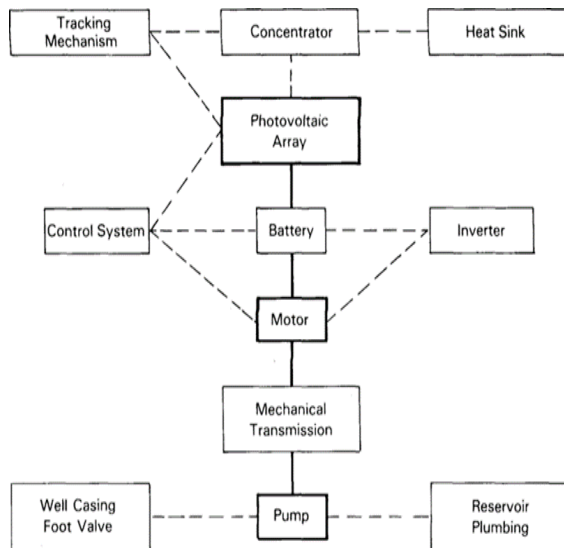 Tracking
Mechanism
Concentrator
Heat Sink
Photovoltaic
Array
Control System
Battery
Inverter
Motor
Mechanical
Transmission
Well Casing
Foot Valve
Pump
Reservoir
Plumbing